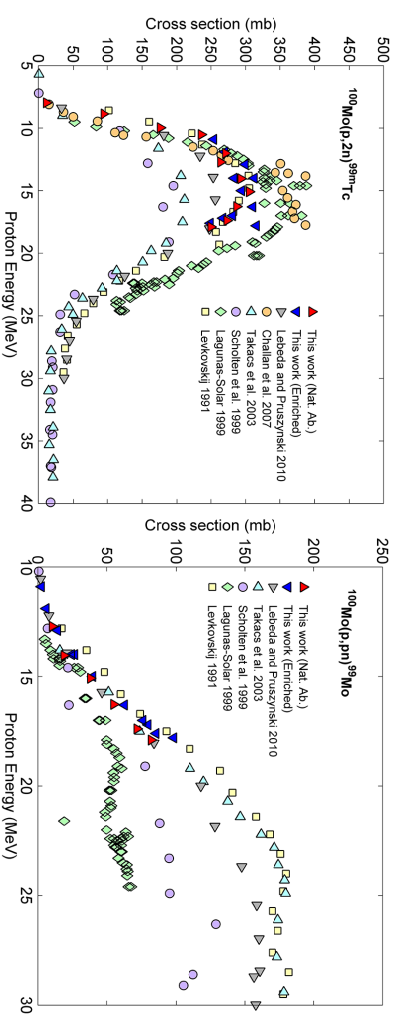 Cross section (mb)
0 50 100 150 200 250 300 350 400 450 500
5 10 15 20 25 30 35 40
Proton Energy (MeV)
100Mo(p,2n)99mTc
This work (Nat. Ab.)
This work (Enriched)
Lebeda and Pruszynski 2010
Challan et al. 2007
Takacs et al. 2003
Scholten et al. 1999
Lagunas-Solar 1999
Levkovskij 1991
Cross section (mb)
0 50 100 150 200 250
10 15 20 25 30
Proton Energy (MeV)
100Mo(p,pn)99Mo
This work (Nat. Ab.)
This work (Enriched)
Lebeda and Pruszynski 2010
Takacs et al. 2003
Scholten et al. 1999
Lagunas-Solar 1999
Levkovskij 1991